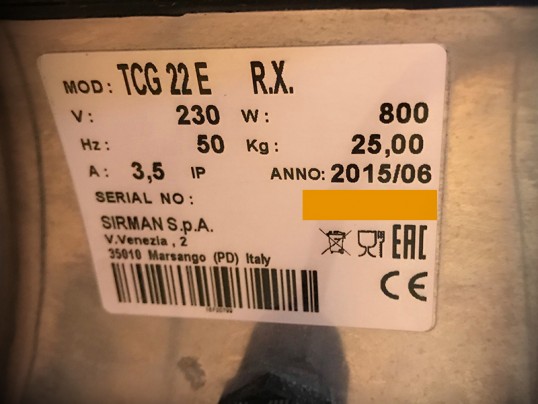 MOD: TCG 22 E R.X.
V: 230 W: 800
Hz: 50 Kg: 25,00
A: 3,5 IP ANNO: 2015/06
SERIAL NO:
SIRMAN S.p.A.
V.Venezia , 2
35010 Marsango (PD) Italy
EAC
CE